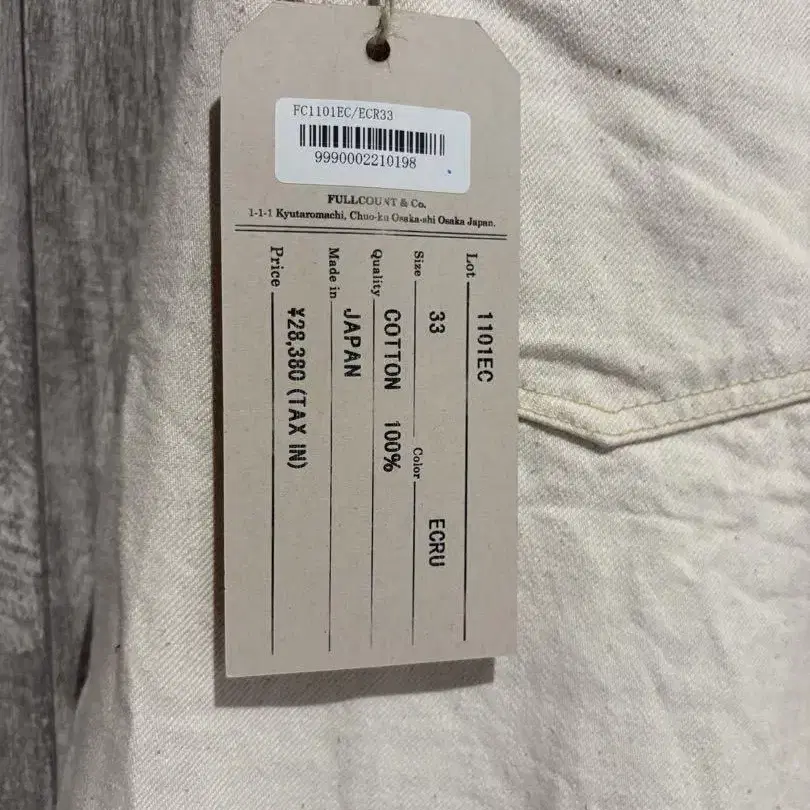 FC1101EC/ECR33
9990002210198
FULLCOUNT & Co.
1-1-1 Kyutaromachi, Chuo-ku Osaka-shi Osaka Japan.
Lot 1101EC
Size 33 Color ECRU
Quality COTTON 100%
Made in JAPAN
Price ¥28,380 (TAX IN)